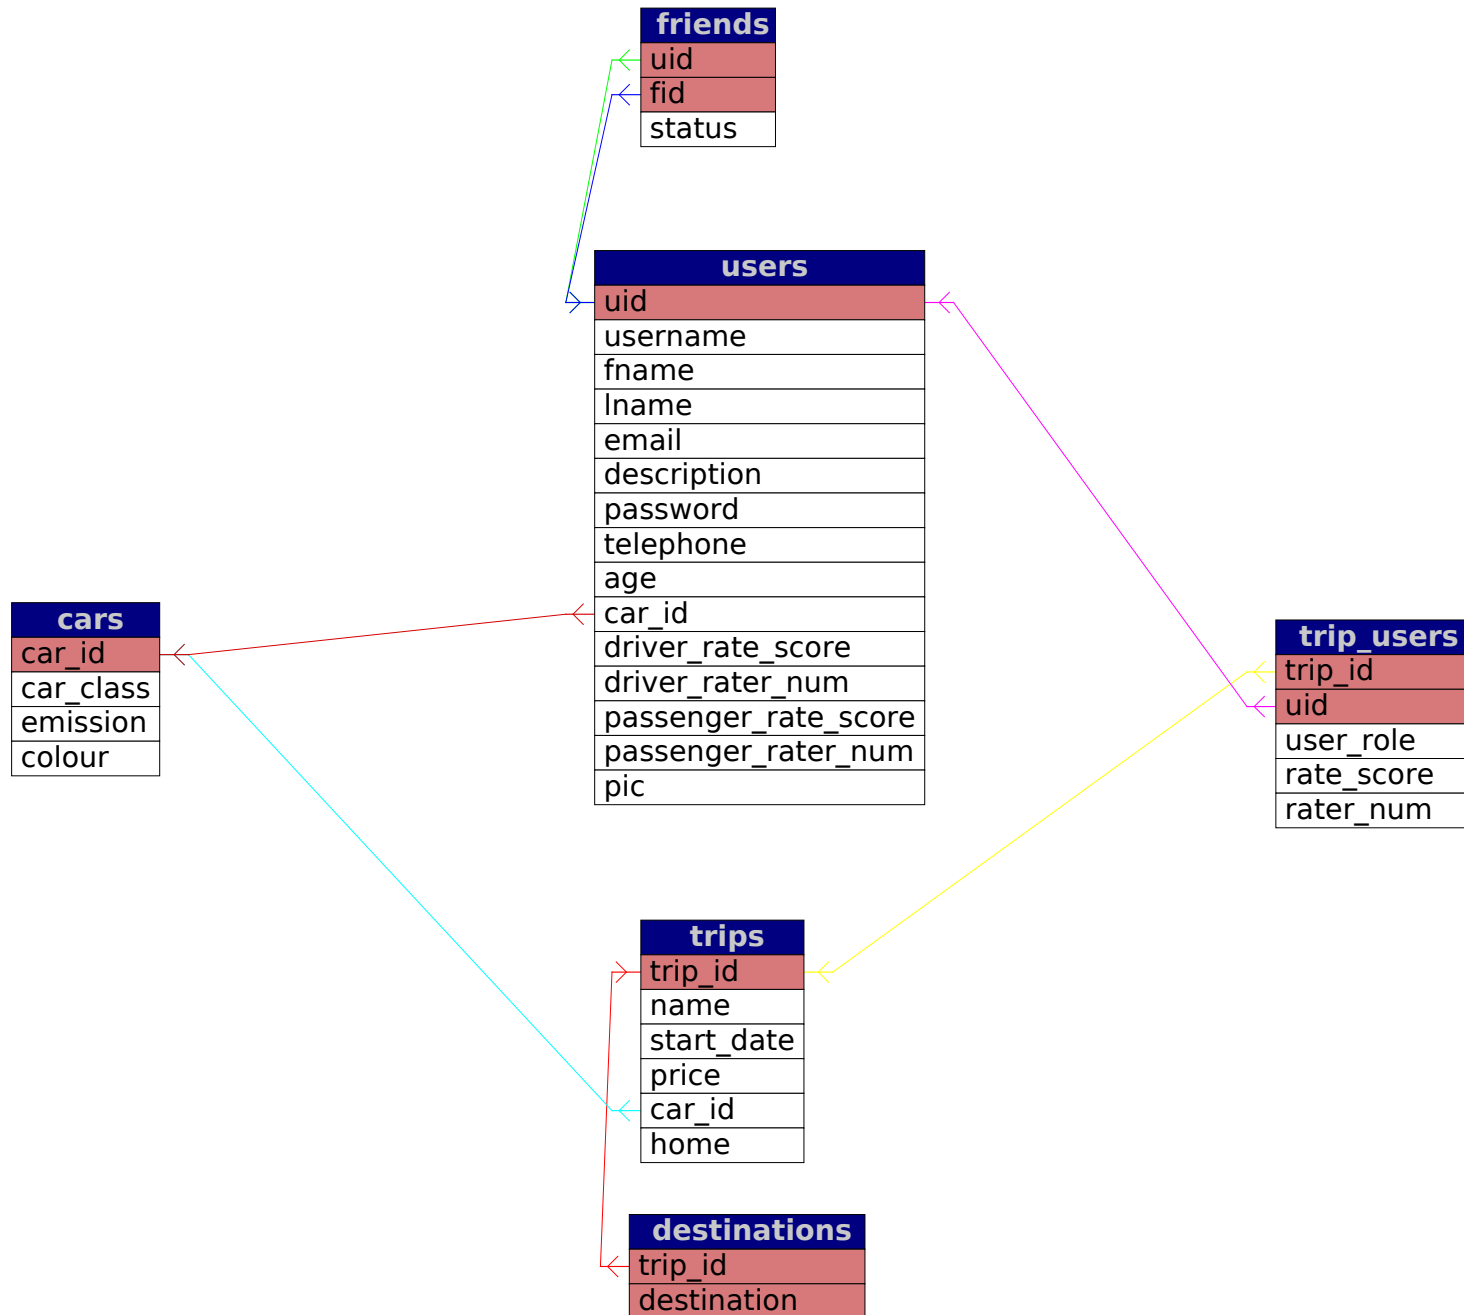 friends
uid
fid
status
users
uid
username
fname
lname
email
description
password
telephone
age
car_id
driver_rate_score
driver_rater_num
passenger_rate_score
passenger_rater_num
pic
cars
car_id
car_class
emission
colour
trip_users
trip_id
uid
user_role
rate_score
rater_num
trips
trip_id
name
start_date
price
car_id
home
destinations
trip_id
destination